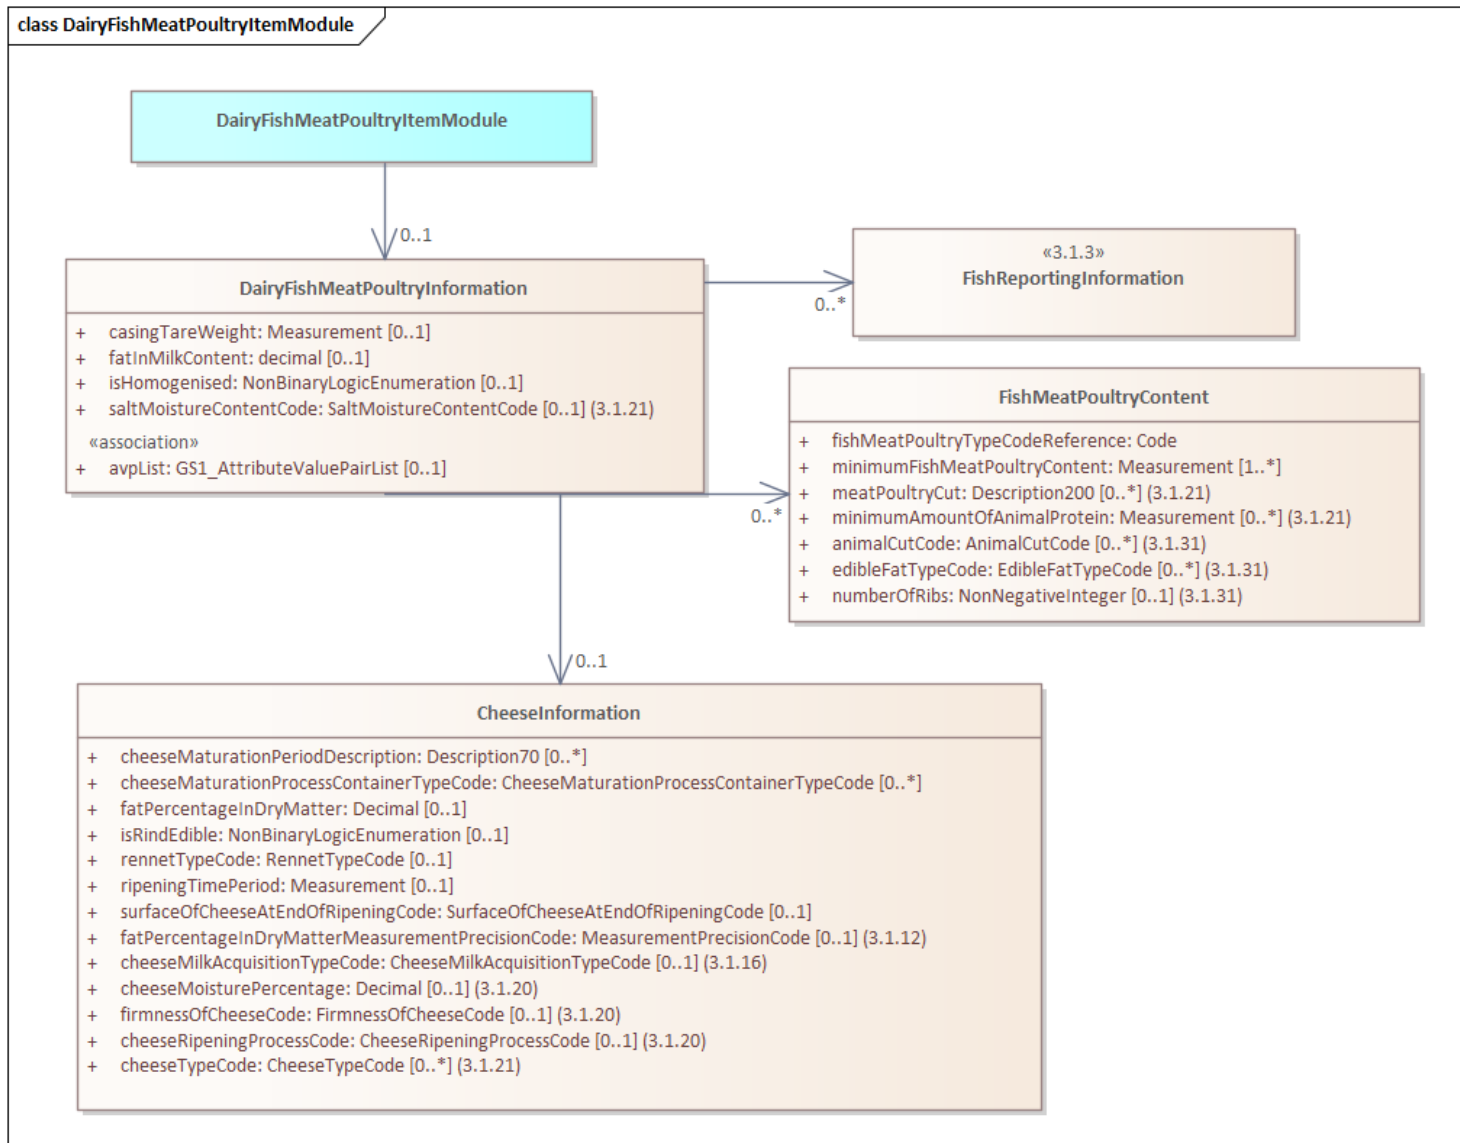 class DairyFishMeatPoultryItemModule
DairyFishMeatPoultryItemModule
0..1
DairyFishMeatPoultryInformation
+ casingTareWeight: Measurement [0..1]
+ fatInMilkContent: decimal [0..1]
+ isHomogenised: NonBinaryLogicEnumeration [0..1]
+ saltMoistureContentCode: SaltMoistureContentCode [0..1] (3.1.21)
«association»
+ avpList: GS1_AttributeValuePairList [0..1]
0..*
«3.1.3»
FishReportingInformation
0..*
FishMeatPoultryContent
+ fishMeatPoultryTypeCodeReference: Code
+ minimumFishMeatPoultryContent: Measurement [1..*]
+ meatPoultryCut: Description200 [0..*] (3.1.21)
+ minimumAmountOfAnimalProtein: Measurement [0..*] (3.1.21)
+ animalCutCode: AnimalCutCode [0..*] (3.1.31)
+ edibleFatTypeCode: EdibleFatTypeCode [0..*] (3.1.31)
+ numberOfRibs: NonNegativeInteger [0..1] (3.1.31)
0..1
CheeseInformation
+ cheeseMaturationPeriodDescription: Description70 [0..*]
+ cheeseMaturationProcessContainerTypeCode: CheeseMaturationProcessContainerTypeCode [0..*]
+ fatPercentageInDryMatter: Decimal [0..1]
+ isRindEdible: NonBinaryLogicEnumeration [0..1]
+ rennetTypeCode: RennetTypeCode [0..1]
+ ripeningTimePeriod: Measurement [0..1]
+ surfaceOfCheeseAtEndOfRipeningCode: SurfaceOfCheeseAtEndOfRipeningCode [0..1]
+ fatPercentageInDryMatterMeasurementPrecisionCode: MeasurementPrecisionCode [0..1] (3.1.12)
+ cheeseMilkAcquisitionTypeCode: CheeseMilkAcquisitionTypeCode [0..1] (3.1.16)
+ cheeseMoisturePercentage: Decimal [0..1] (3.1.20)
+ firmnessOfCheeseCode: FirmnessOfCheeseCode [0..1] (3.1.20)
+ cheeseRipeningProcessCode: CheeseRipeningProcessCode [0..1] (3.1.20)
+ cheeseTypeCode: CheeseTypeCode [0..*] (3.1.21)